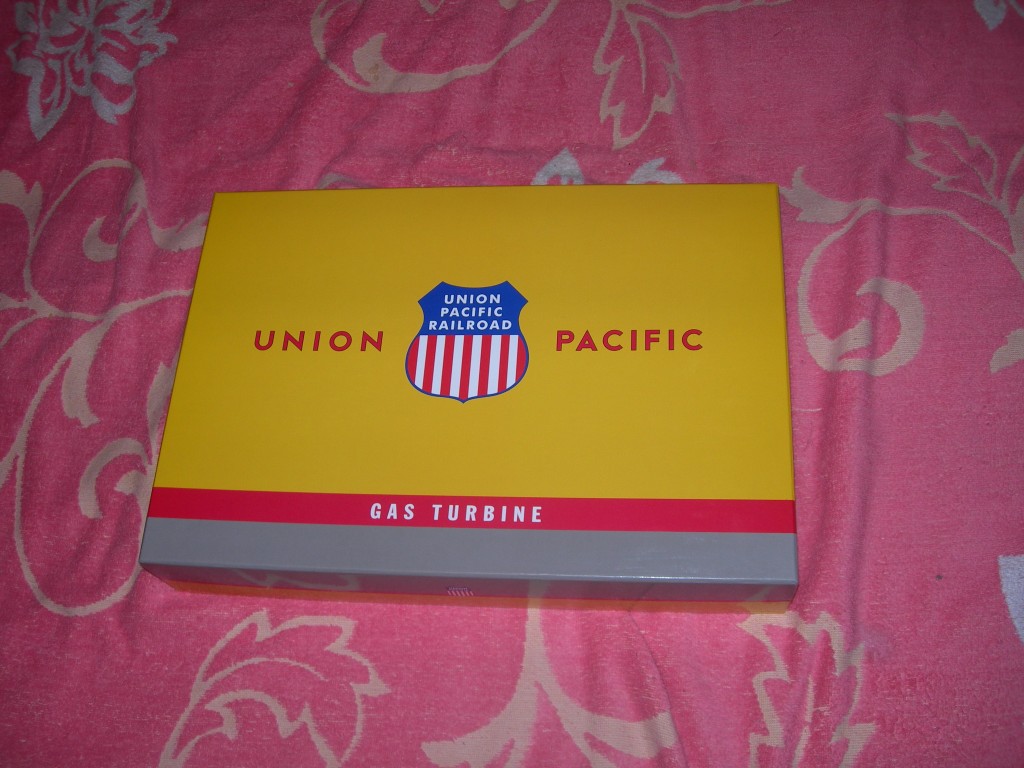 UNION
PACIFIC
RAILROAD
UNION PACIFIC
GAS TURBINE